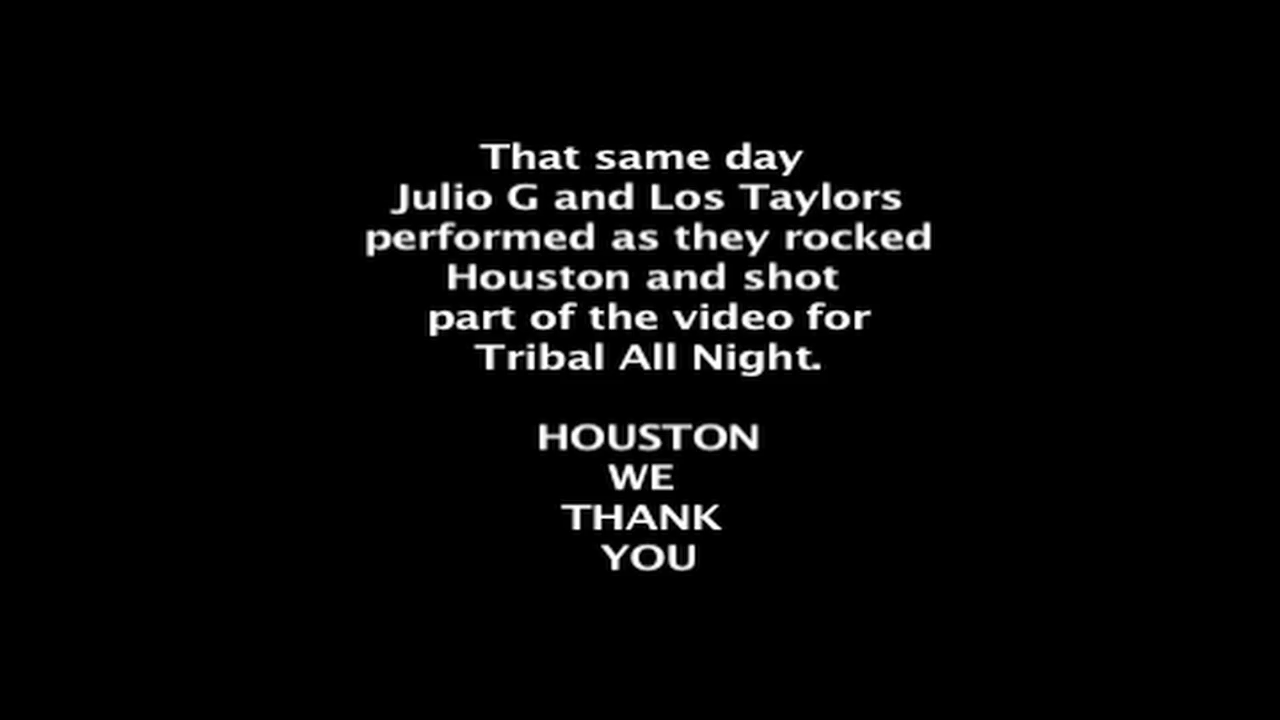 That same day
Julio G and Los Taylors
performed as they rocked
Houston and shot
part of the video for
Tribal All Night.
HOUSTON
WE
THANK
YOU